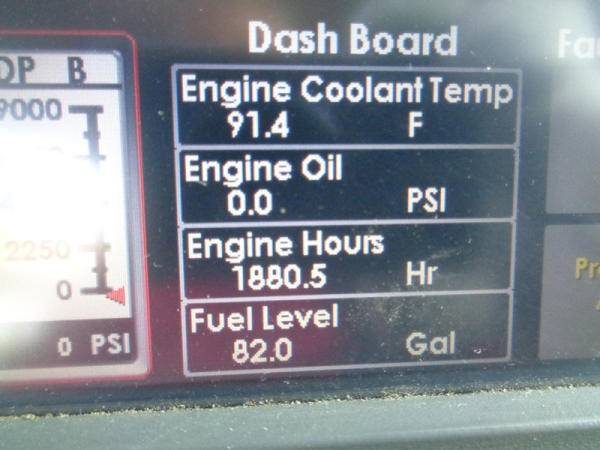 Dash Board
DP B
9000
2250
0
0 PSI
Engine Coolant Temp
91.4 F
Engine Oil
0.0 PSI
Engine Hours
1880.5 Hr
Fuel Level
82.0 Gal